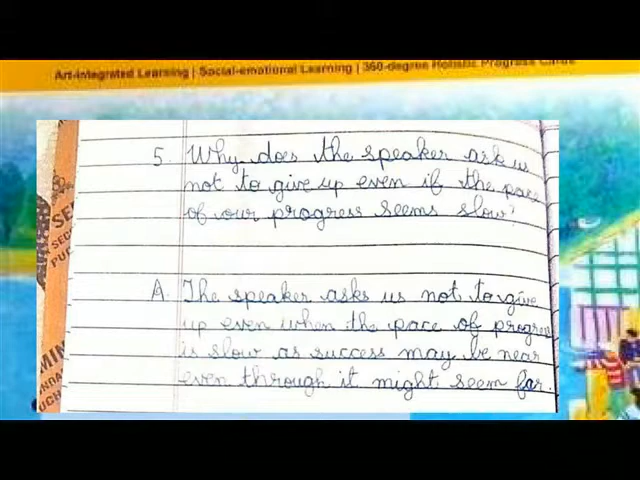 Art-integrated Learning | Social-emotional Learning | 360-degree Holistic Progress Cards
5. Why does the speaker ask us
not to give up even if the pace
of our progress seems slow?
A. The speaker asks us not to give
up even when the pace of progress
is slow as success may be near
even through it might seem far.